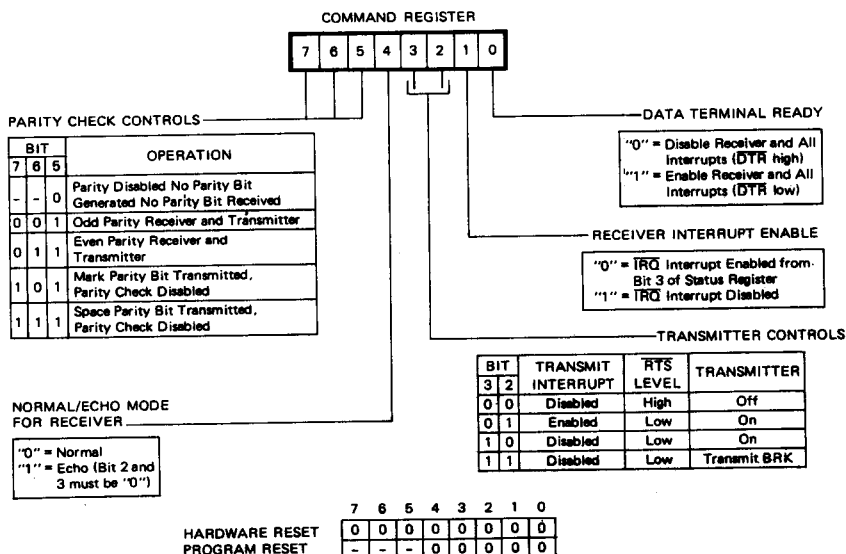 COMMAND REGISTER
7 6 5 4 3 2 1 0
PARITY CHECK CONTROLS
BIT OPERATION
7 6 5
- - 0 Parity Disabled No Parity Bit
Generated No Parity Bit Received
0 0 1 Odd Parity Receiver and Transmitter
0 1 1 Even Parity Receiver and
Transmitter
1 0 1 Mark Parity Bit Transmitted,
Parity Check Disabled
1 1 1 Space Parity Bit Transmitted,
Parity Check Disabled
NORMAL/ECHO MODE
FOR RECEIVER
"0" = Normal
"1" = Echo (Bit 2 and
3 must be "0")
DATA TERMINAL READY
"0" = Disable Receiver and All
Interrupts (D̅T̅R̅ high)
"1" = Enable Receiver and All
Interrupts (D̅T̅R̅ low)
RECEIVER INTERRUPT ENABLE
"0" = I̅R̅Q̅ Interrupt Enabled from
Bit 3 of Status Register
"1" = I̅R̅Q̅ Interrupt Disabled
TRANSMITTER CONTROLS
BIT TRANSMIT R̅T̅S̅ TRANSMITTER
3 2 INTERRUPT LEVEL
0 0 Disabled High Off
0 1 Enabled Low On
1 0 Disabled Low On
1 1 Disabled Low Transmit BRK
7 6 5 4 3 2 1 0
HARDWARE RESET 0 0 0 0 0 0 0 0
PROGRAM RESET - - - 0 0 0 0 0